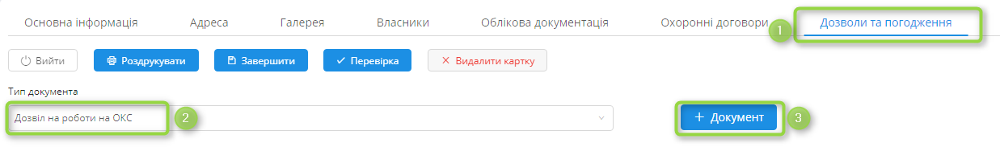 Основна інформація Адреса Галерея Власники Облікова документація Охоронні договори 1 Дозволи та погодження
Вийти Роздрукувати Завершити Перевірка Видалити картку
Тип документа
Дозвіл на роботи на ОКС 2 + Документ 3